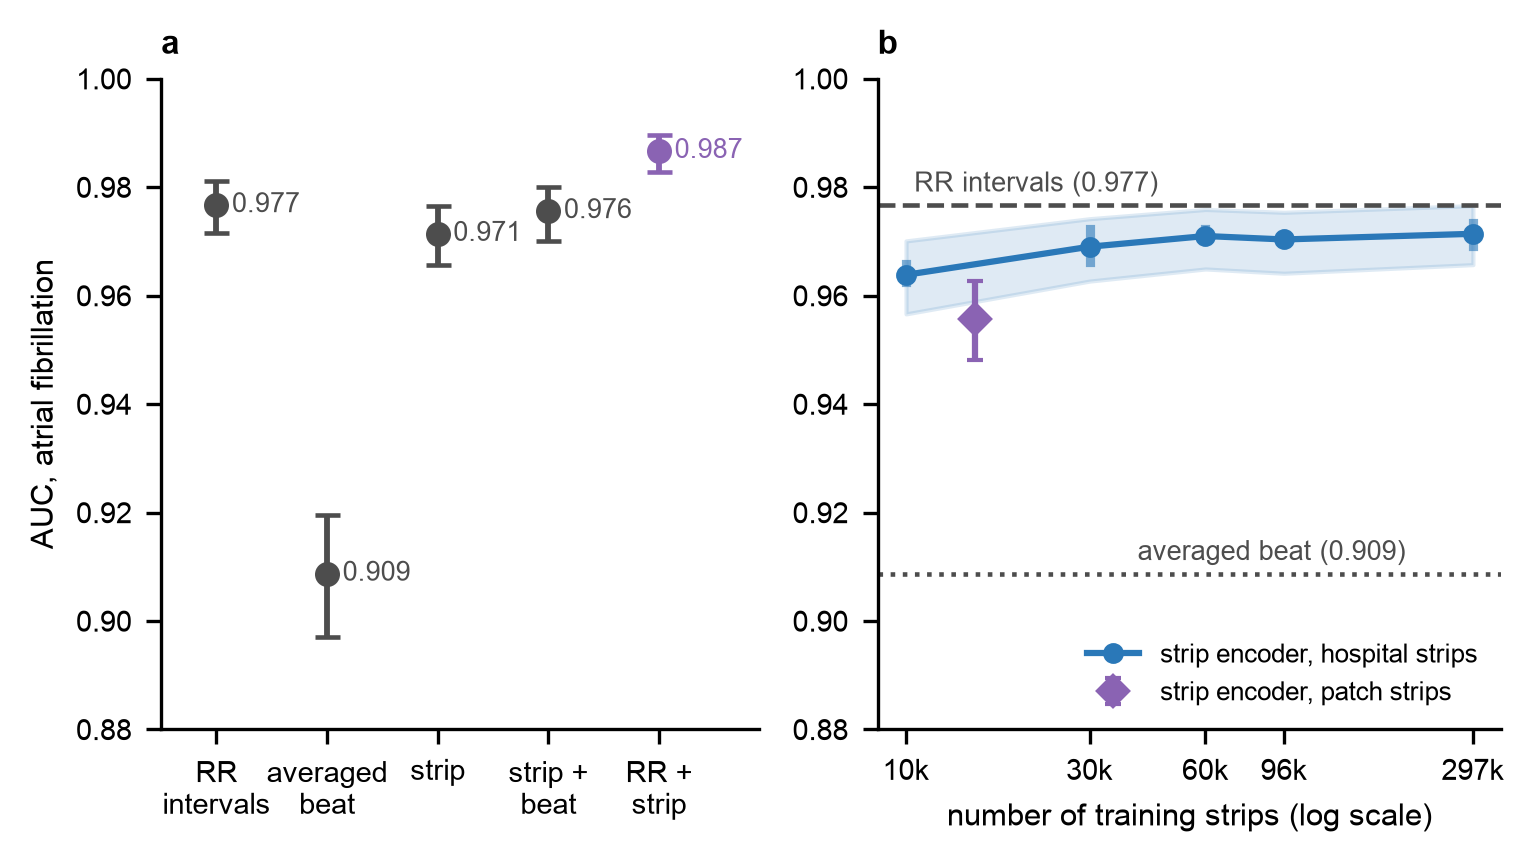 a
AUC, atrial fibrillation
1.00
0.98
0.96
0.94
0.92
0.90
0.88
0.977
0.909
0.971
0.976
0.987
RR
intervals
averaged
beat
strip
strip +
beat
RR +
strip
b
1.00
0.98
0.96
0.94
0.92
0.90
0.88
RR intervals (0.977)
averaged beat (0.909)
strip encoder, hospital strips
strip encoder, patch strips
10k
30k
60k
96k
297k
number of training strips (log scale)